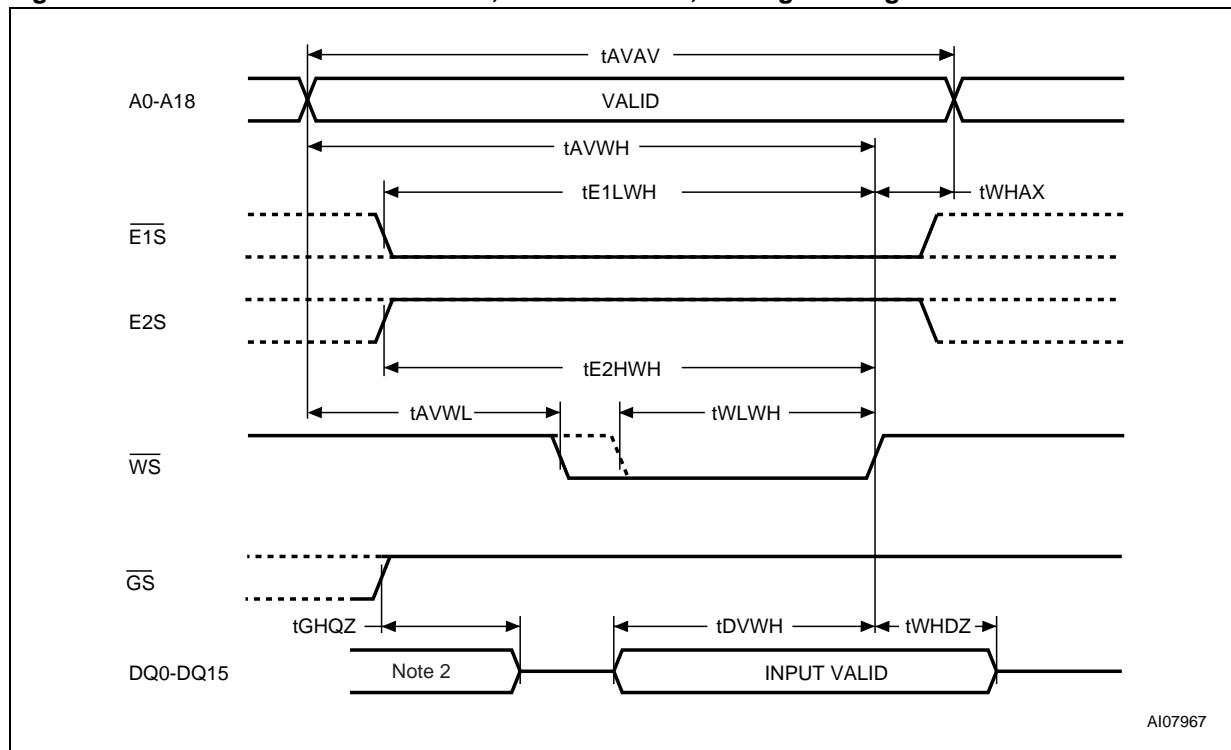 tAVAV
A0-A18
VALID
tAVWH
tE1LWH
tWHAX
E1S
E2S
tE2HWH
tAVWL
tWLWH
WS
GS
tGHQZ
tDVWH
tWHDZ
DQ0-DQ15
Note 2
INPUT VALID
AI07967